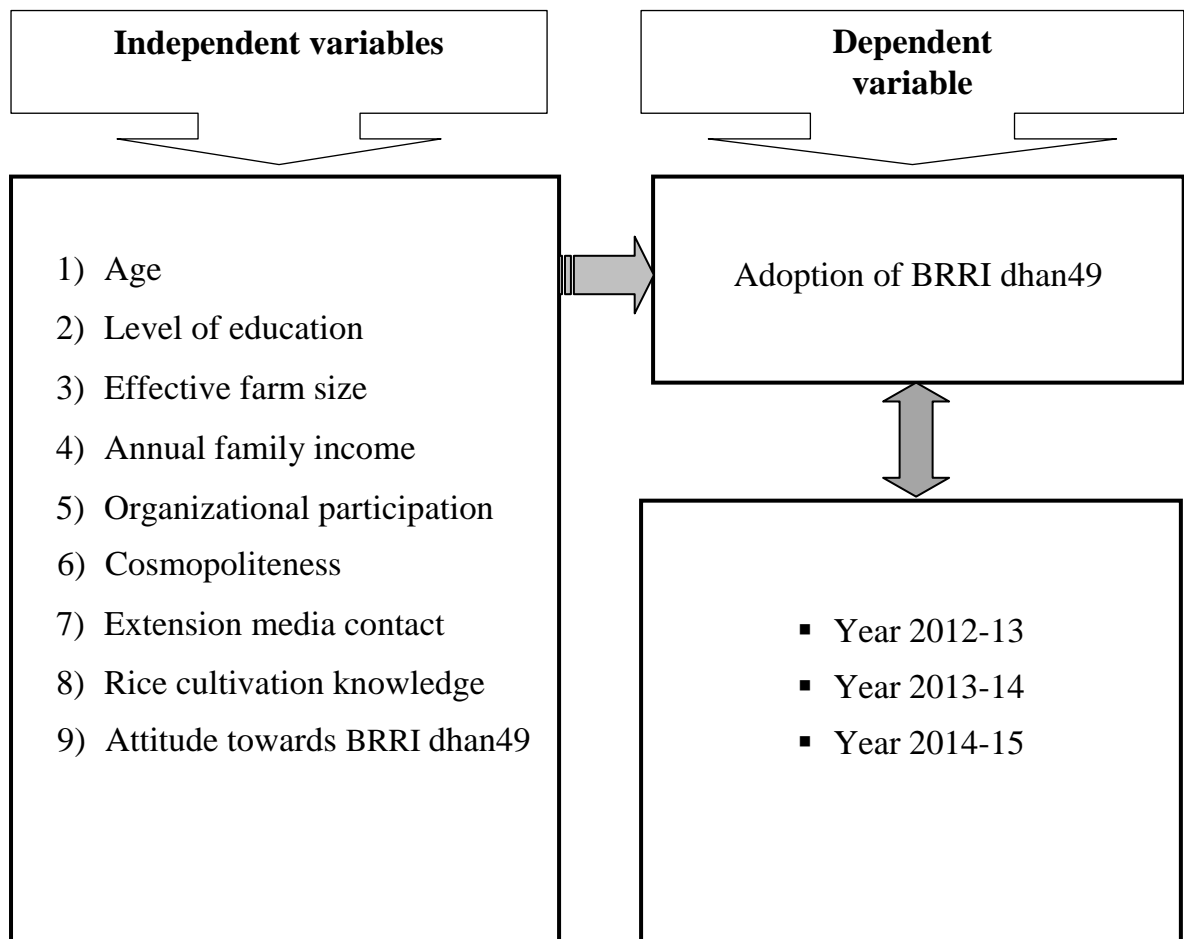 Independent variables
Dependent
variable
1) Age
2) Level of education
3) Effective farm size
4) Annual family income
5) Organizational participation
6) Cosmopoliteness
7) Extension media contact
8) Rice cultivation knowledge
9) Attitude towards BRRI dhan49
Adoption of BRRI dhan49
▪ Year 2012-13
▪ Year 2013-14
▪ Year 2014-15